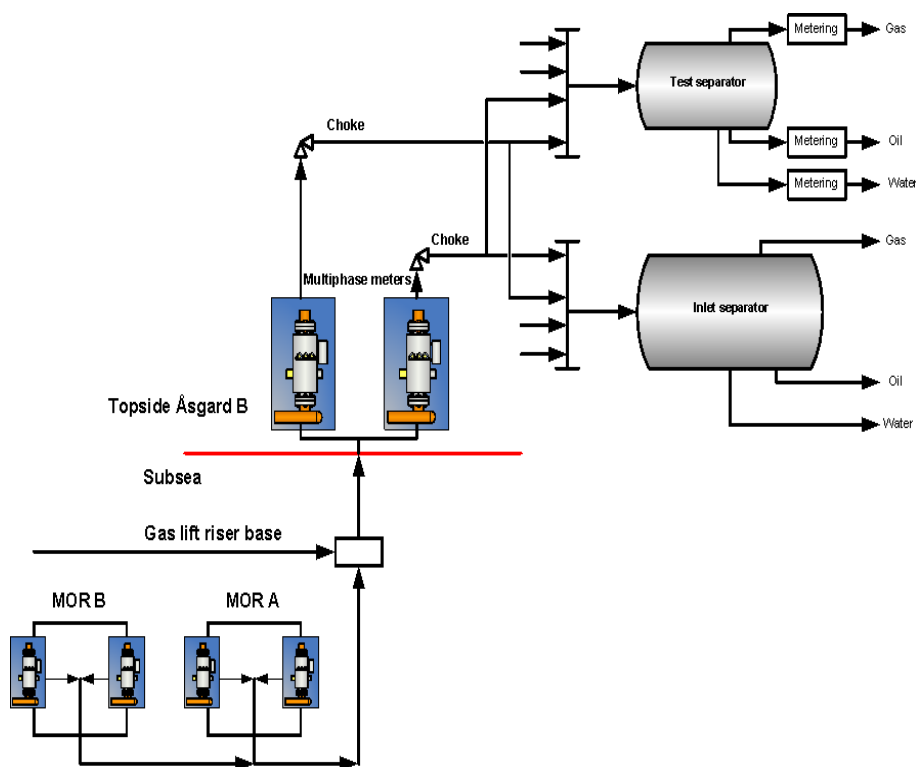 Metering
Gas
Test separator
Choke
Metering
Oil
Metering
Water
Choke
Gas
Multiphase meters
Inlet separator
Topside Åsgard B
Oil
Water
Subsea
Gas lift riser base
MOR B
MOR A